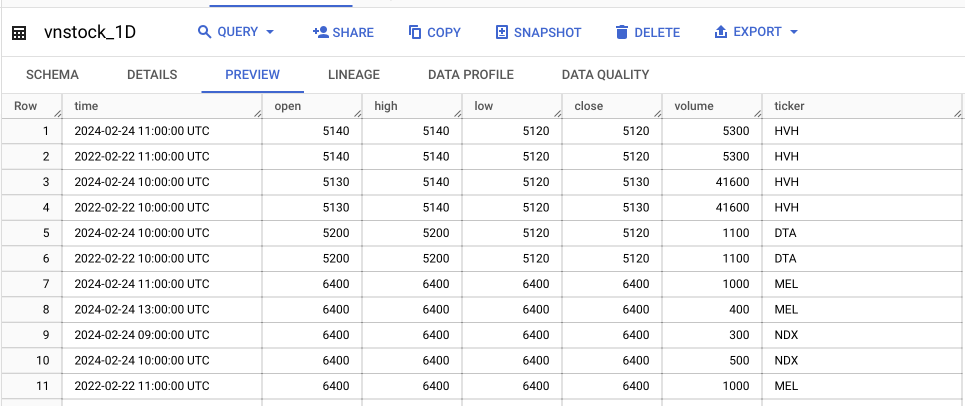 vnstock_1D QUERY SHARE COPY SNAPSHOT DELETE EXPORT
SCHEMA DETAILS PREVIEW LINEAGE DATA PROFILE DATA QUALITY
Row time open high low close volume ticker
1 2024-02-24 11:00:00 UTC 5140 5140 5120 5120 5300 HVH
2 2022-02-22 11:00:00 UTC 5140 5140 5120 5120 5300 HVH
3 2024-02-24 10:00:00 UTC 5130 5140 5120 5130 41600 HVH
4 2022-02-22 10:00:00 UTC 5130 5140 5120 5130 41600 HVH
5 2024-02-24 10:00:00 UTC 5200 5200 5120 5120 1100 DTA
6 2022-02-22 10:00:00 UTC 5200 5200 5120 5120 1100 DTA
7 2024-02-24 11:00:00 UTC 6400 6400 6400 6400 1000 MEL
8 2024-02-24 13:00:00 UTC 6400 6400 6400 6400 400 MEL
9 2024-02-24 09:00:00 UTC 6400 6400 6400 6400 300 NDX
10 2024-02-24 10:00:00 UTC 6400 6400 6400 6400 500 NDX
11 2022-02-22 11:00:00 UTC 6400 6400 6400 6400 1000 MEL